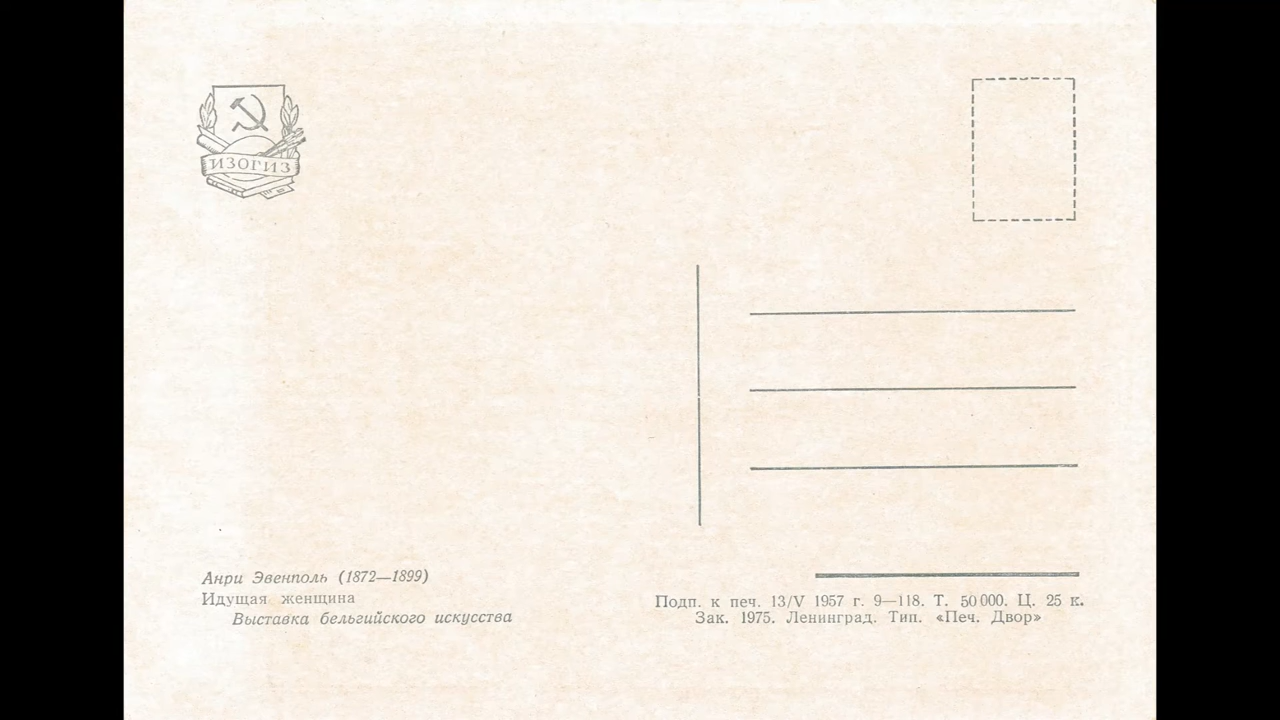 ИЗОГИЗ
Анри Эвенполь (1872—1899)
Идущая женщина
Выставка бельгийского искусства
Подп. к печ. 13/V 1957 г. 9—118. Т. 50 000. Ц. 25 к.
Зак. 1975. Ленинград. Тип. «Печ. Двор»